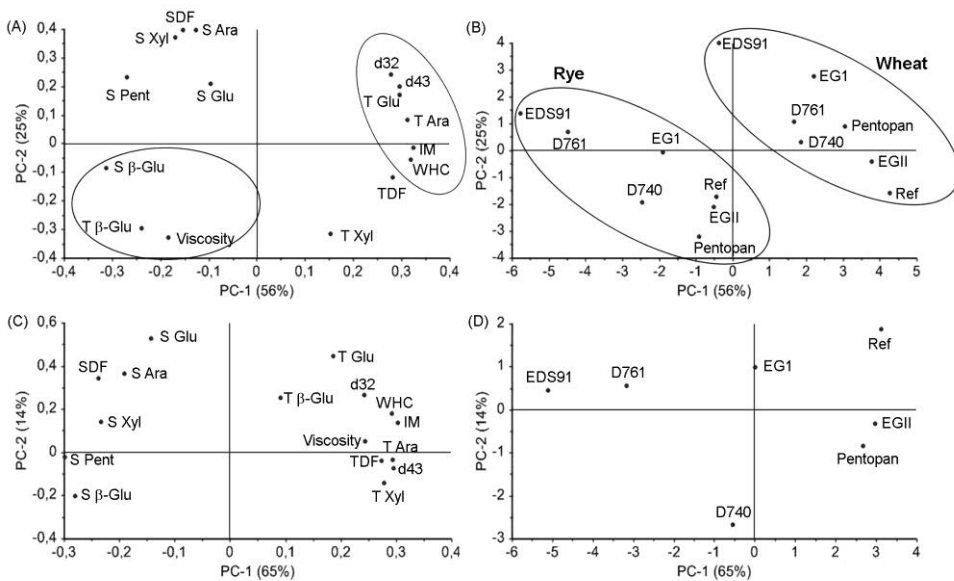 (A)
0,4
0,3
0,2
0,1
0
-0,1
-0,2
-0,3
-0,4
PC-2 (25%)
SDF
S Ara
S Xyl
S Pent
S Glu
d32
d43
T Glu
T Ara
IM
WHC
TDF
S β-Glu
T β-Glu
Viscosity
T Xyl
-0,4 -0,3 -0,2 -0,1 0 0,1 0,2 0,3 0,4
PC-1 (56%)
(B)
4
3
2
1
0
-1
-2
-3
-4
PC-2 (25%)
Rye
Wheat
EDS91
EG1
EDS91
D761
D761
EG1
Pentopan
D740
EGII
D740
Ref
Ref
EGII
Pentopan
-6 -5 -4 -3 -2 -1 0 1 2 3 4 5
PC-1 (56%)
(C)
0,6
0,4
0,2
0
-0,2
-0,4
PC-2 (14%)
S Glu
SDF
S Ara
S Xyl
S Pent
S β-Glu
T Glu
d32
T β-Glu
WHC
IM
Viscosity
T Ara
TDF
d43
T Xyl
-0,3 -0,2 -0,1 0 0,1 0,2 0,3 0,4
PC-1 (65%)
(D)
2
1
0
-1
-2
-3
PC-2 (14%)
Ref
EG1
D761
EDS91
EGII
Pentopan
D740
-6 -5 -4 -3 -2 -1 0 1 2 3 4
PC-1 (65%)